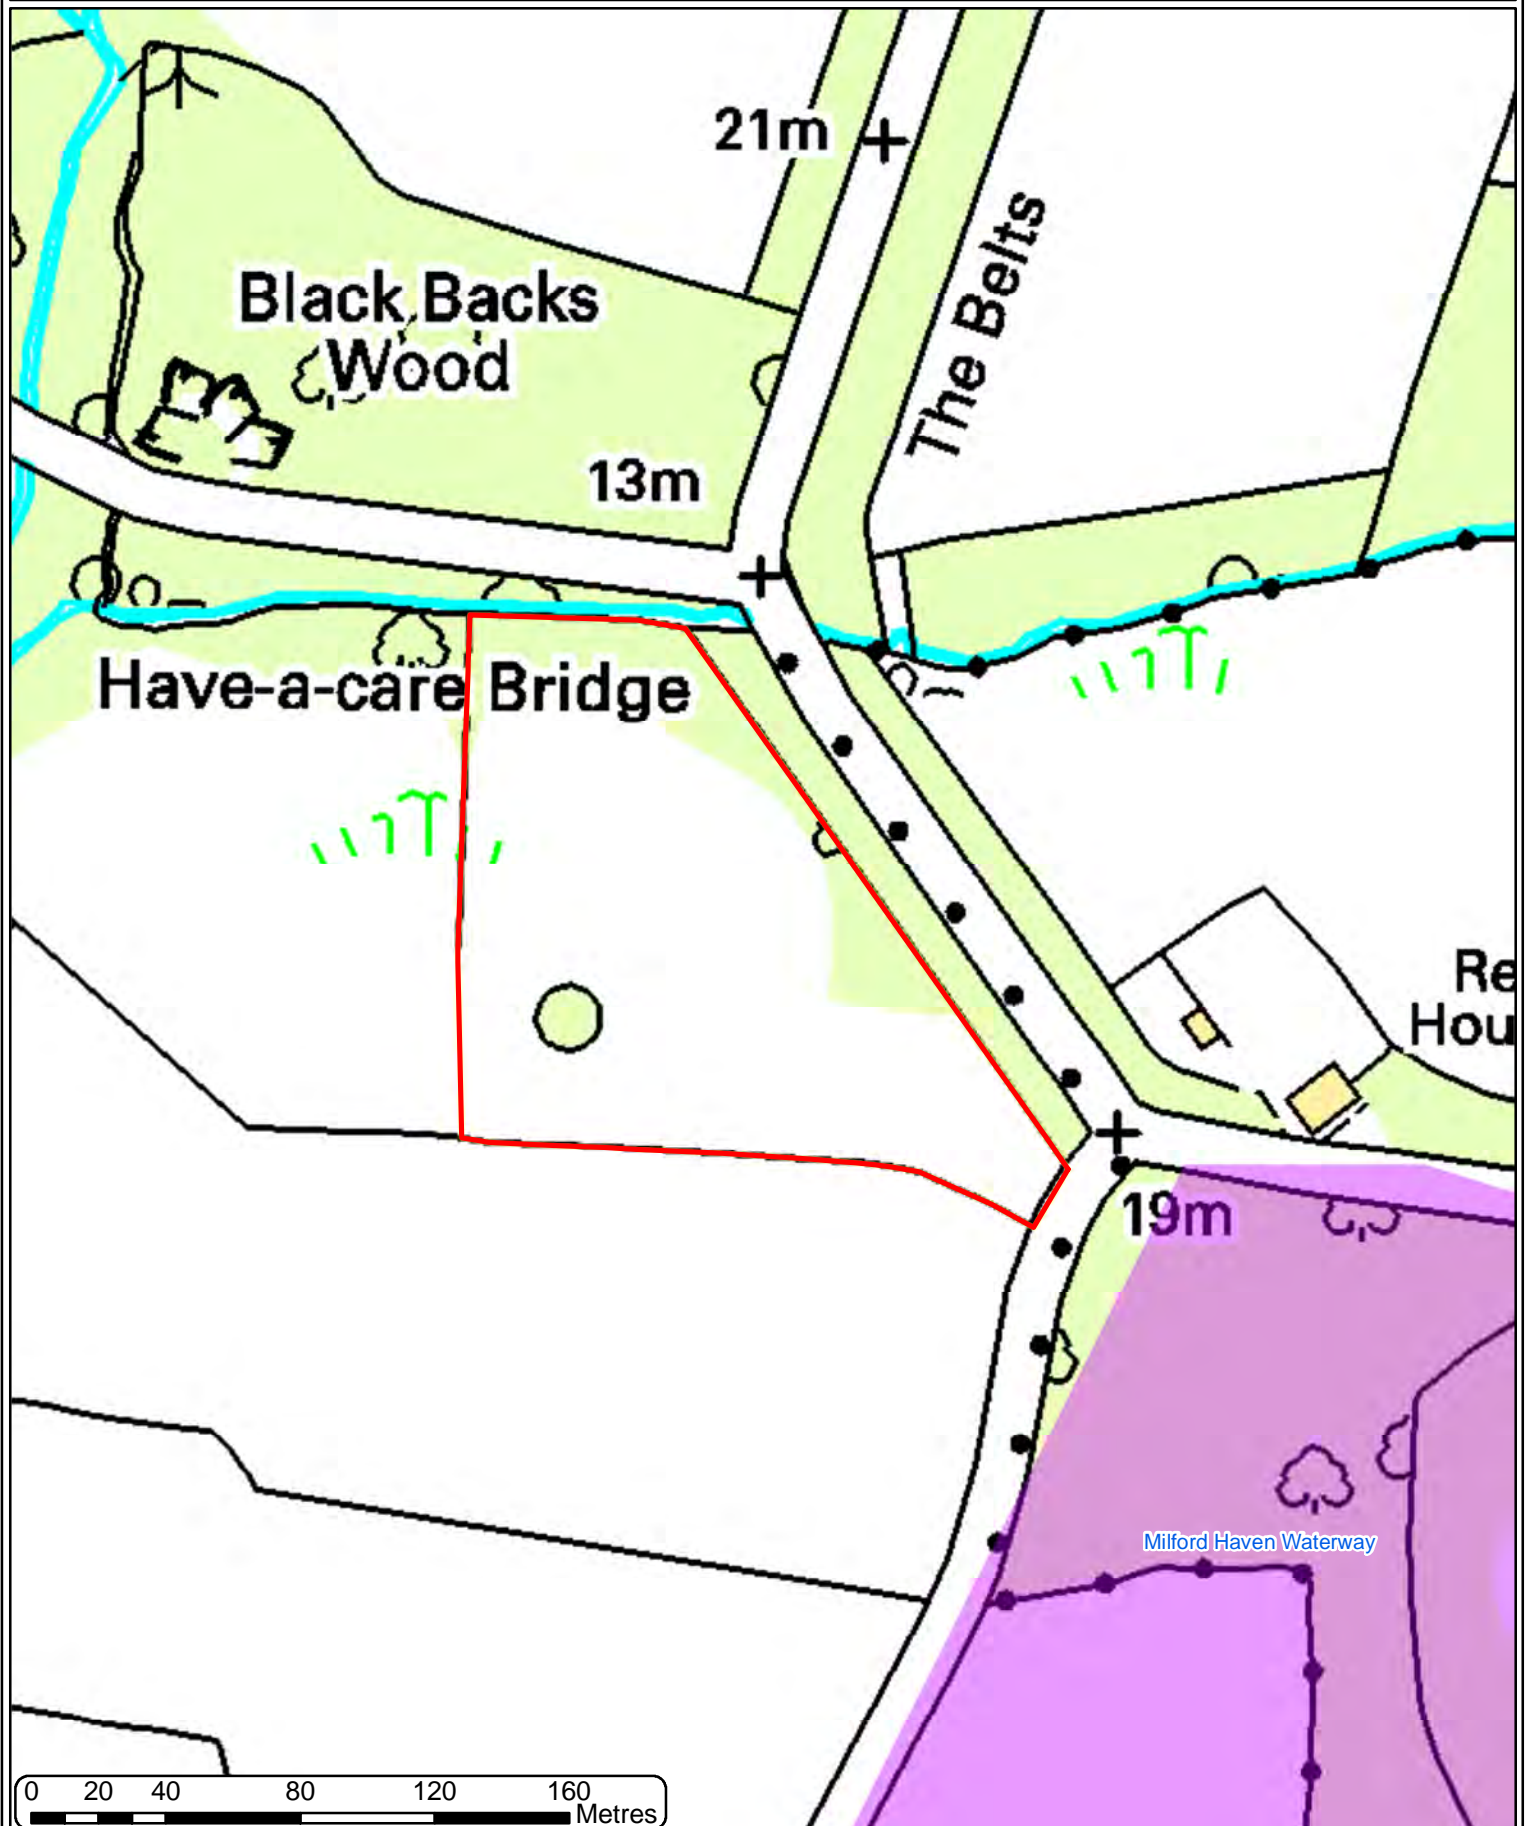 21m
The Belts
Black Backs
Wood
13m
Have-a-care Bridge
Re
Hou
19m
Milford Haven Waterway
0 20 40 80 120 160
Metres